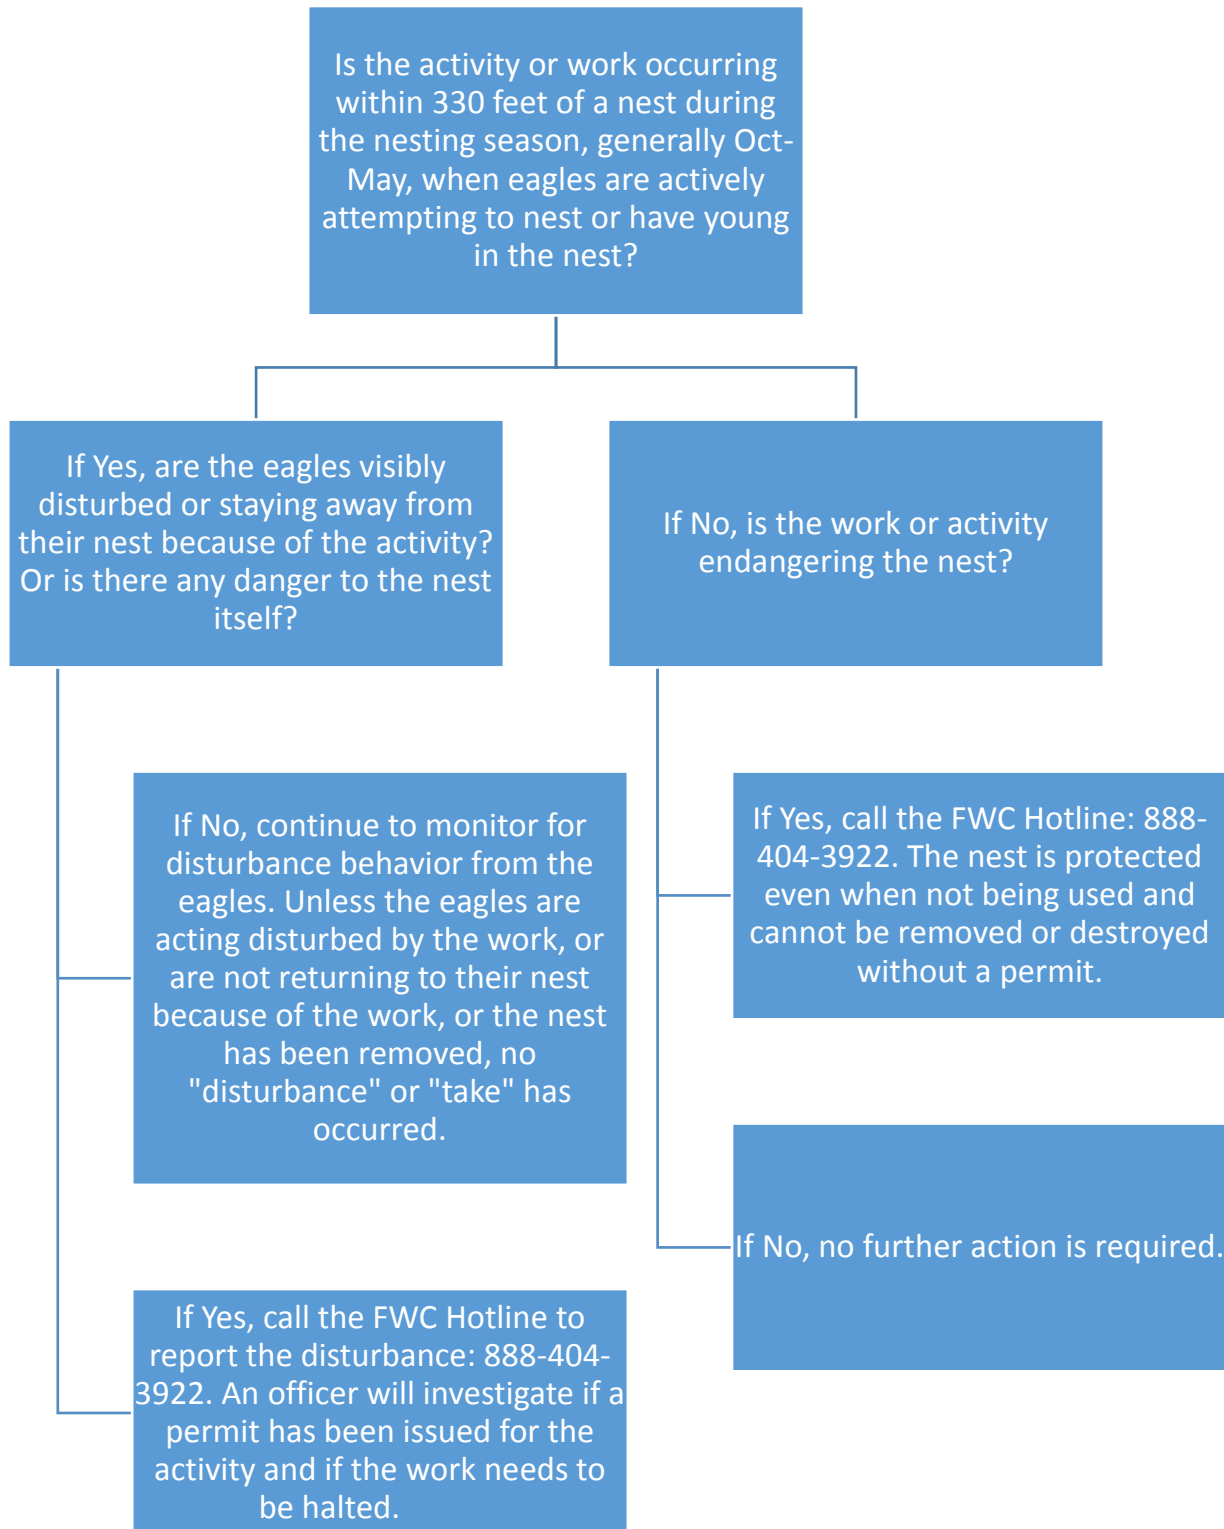 Is the activity or work occurring
within 330 feet of a nest during
the nesting season, generally Oct-
May, when eagles are actively
attempting to nest or have young
in the nest?
If Yes, are the eagles visibly
disturbed or staying away from
their nest because of the activity?
Or is there any danger to the nest
itself?
If No, continue to monitor for
disturbance behavior from the
eagles. Unless the eagles are
acting disturbed by the work, or
are not returning to their nest
because of the work, or the nest
has been removed, no
"disturbance" or "take" has
occurred.
If Yes, call the FWC Hotline to
report the disturbance: 888-404-
3922. An officer will investigate if a
permit has been issued for the
activity and if the work needs to
be halted.
If No, is the work or activity
endangering the nest?
If Yes, call the FWC Hotline: 888-
404-3922. The nest is protected
even when not being used and
cannot be removed or destroyed
without a permit.
If No, no further action is required.